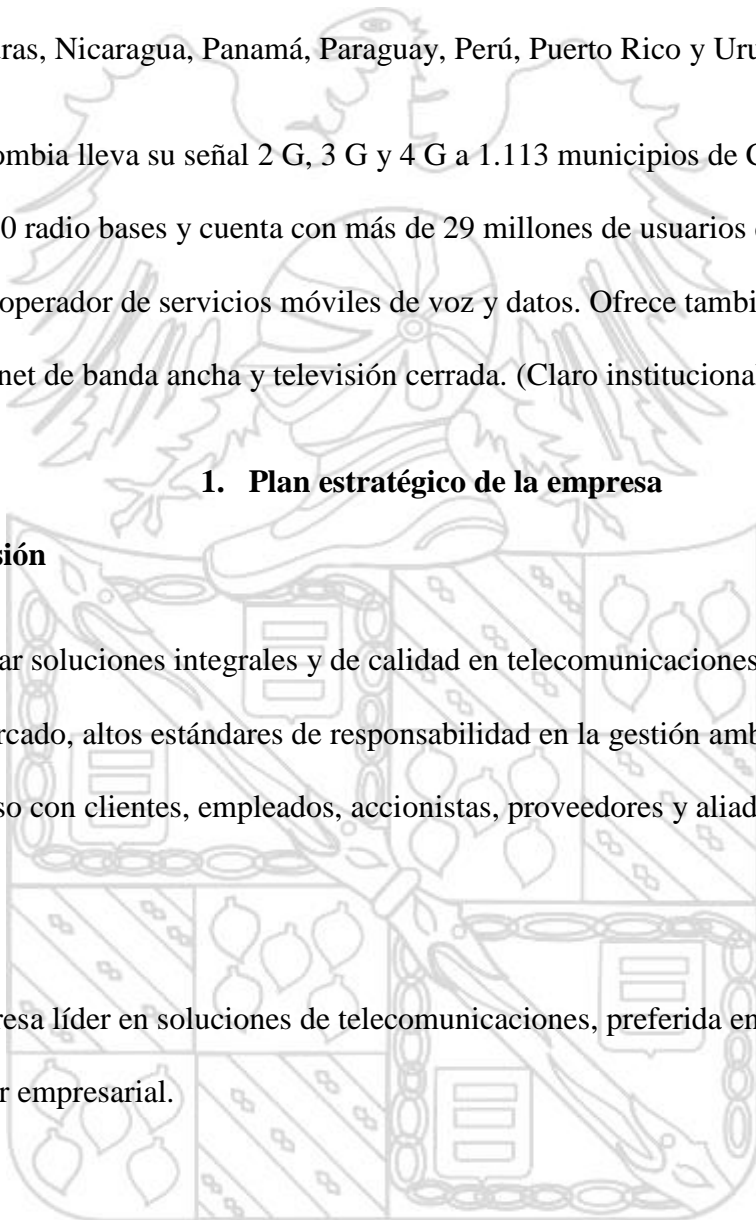 ras, Nicaragua, Panamá, Paraguay, Perú, Puerto Rico y Uru
ombia lleva su señal 2 G, 3 G y 4 G a 1.113 municipios de C
0 radio bases y cuenta con más de 29 millones de usuarios
operador de servicios móviles de voz y datos. Ofrece tambi
net de banda ancha y televisión cerrada. (Claro institucional
1. Plan estratégico de la empresa
sión
ar soluciones integrales y de calidad en telecomunicaciones
rcado, altos estándares de responsabilidad en la gestión amb
so con clientes, empleados, accionistas, proveedores y aliad
resa líder en soluciones de telecomunicaciones, preferida en
r empresarial.